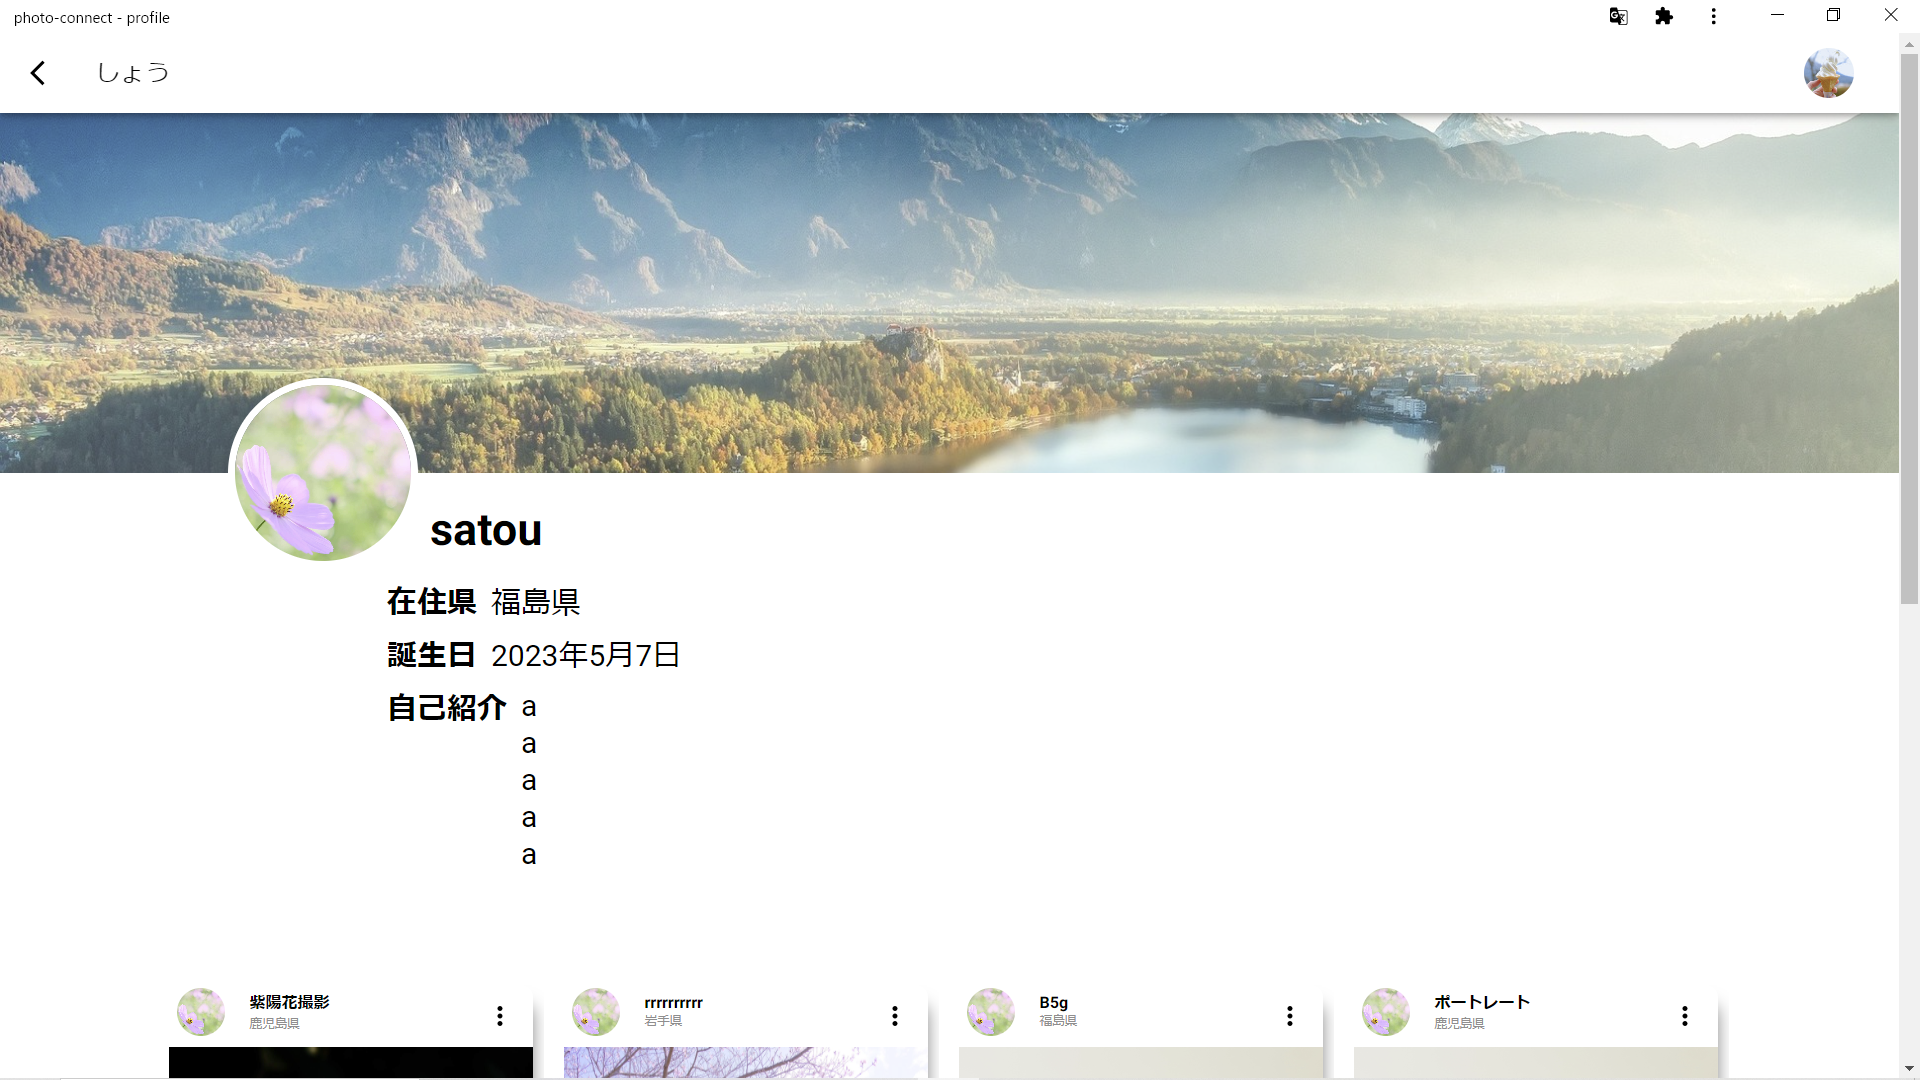 photo-connect - profile
しょう
satou
在住県 福島県
誕生日 2023年5月7日
自己紹介 a
a
a
a
a
紫陽花撮影
鹿児島県
rrrrrrrrrr
岩手県
B5g
福島県
ポートレート
鹿児島県